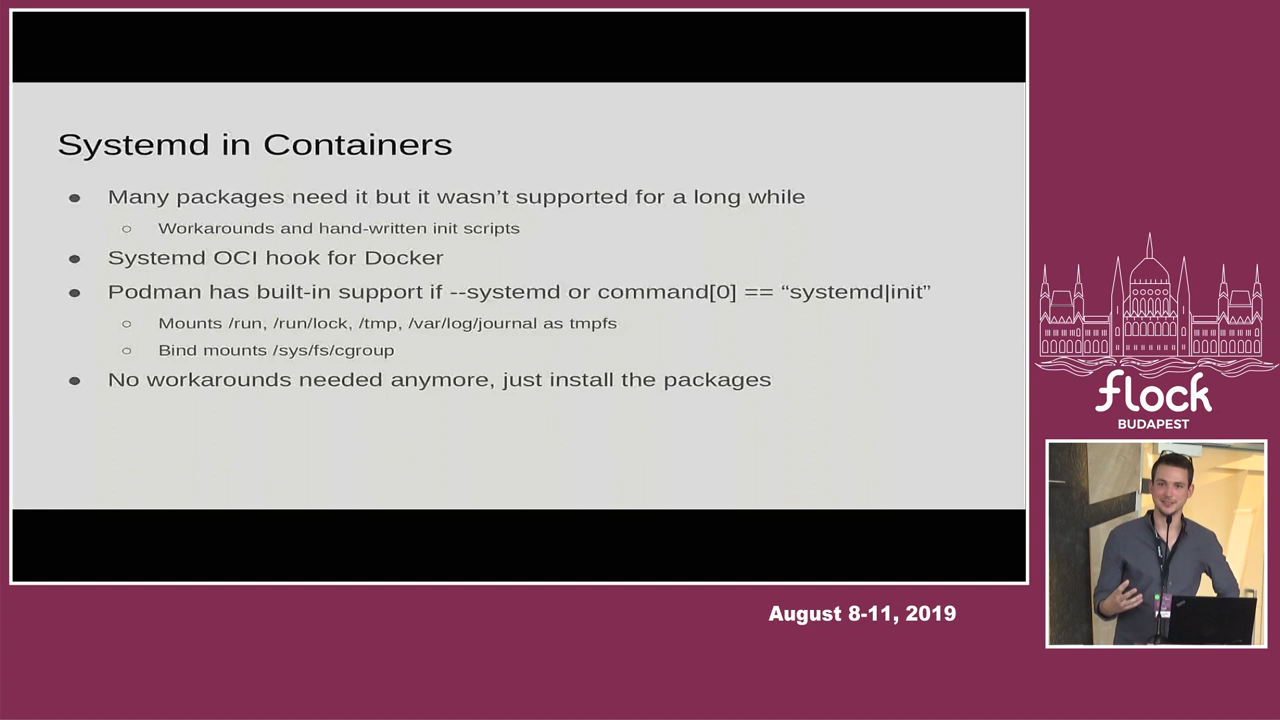 Systemd in Containers
Many packages need it but it wasn’t supported for a long while
Workarounds and hand-written init scripts
Systemd OCI hook for Docker
Podman has built-in support if --systemd or command[0] == “systemd|init”
Mounts /run, /run/lock, /tmp, /var/log/journal as tmpfs
Bind mounts /sys/fs/cgroup
No workarounds needed anymore, just install the packages
flock
BUDAPEST
August 8-11, 2019